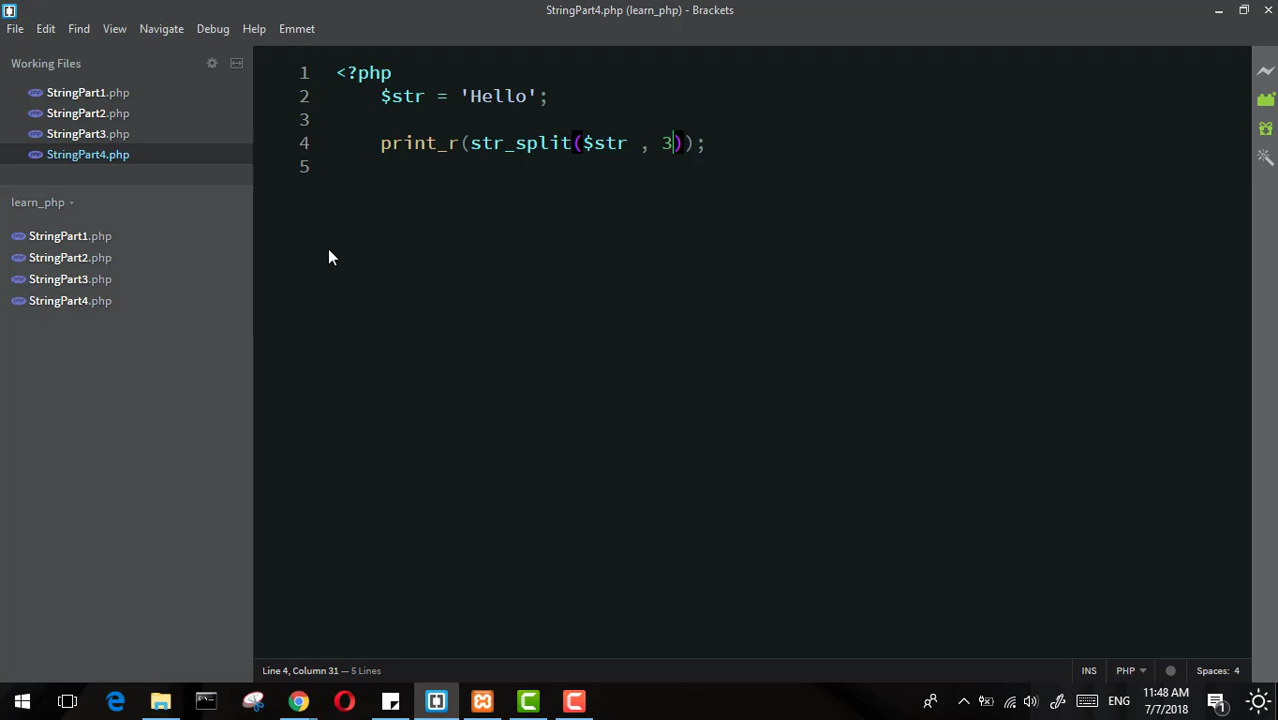 StringPart4.php (learn_php) - Brackets
File Edit Find View Navigate Debug Help Emmet
Working Files
StringPart1.php
StringPart2.php
StringPart3.php
StringPart4.php
learn_php
StringPart1.php
StringPart2.php
StringPart3.php
StringPart4.php
1 <?php
2 $str = 'Hello';
3
4 print_r(str_split($str , 3));
5
Line 4, Column 31 — 5 Lines
INS PHP Spaces: 4
ENG
11:48 AM
7/7/2018
1